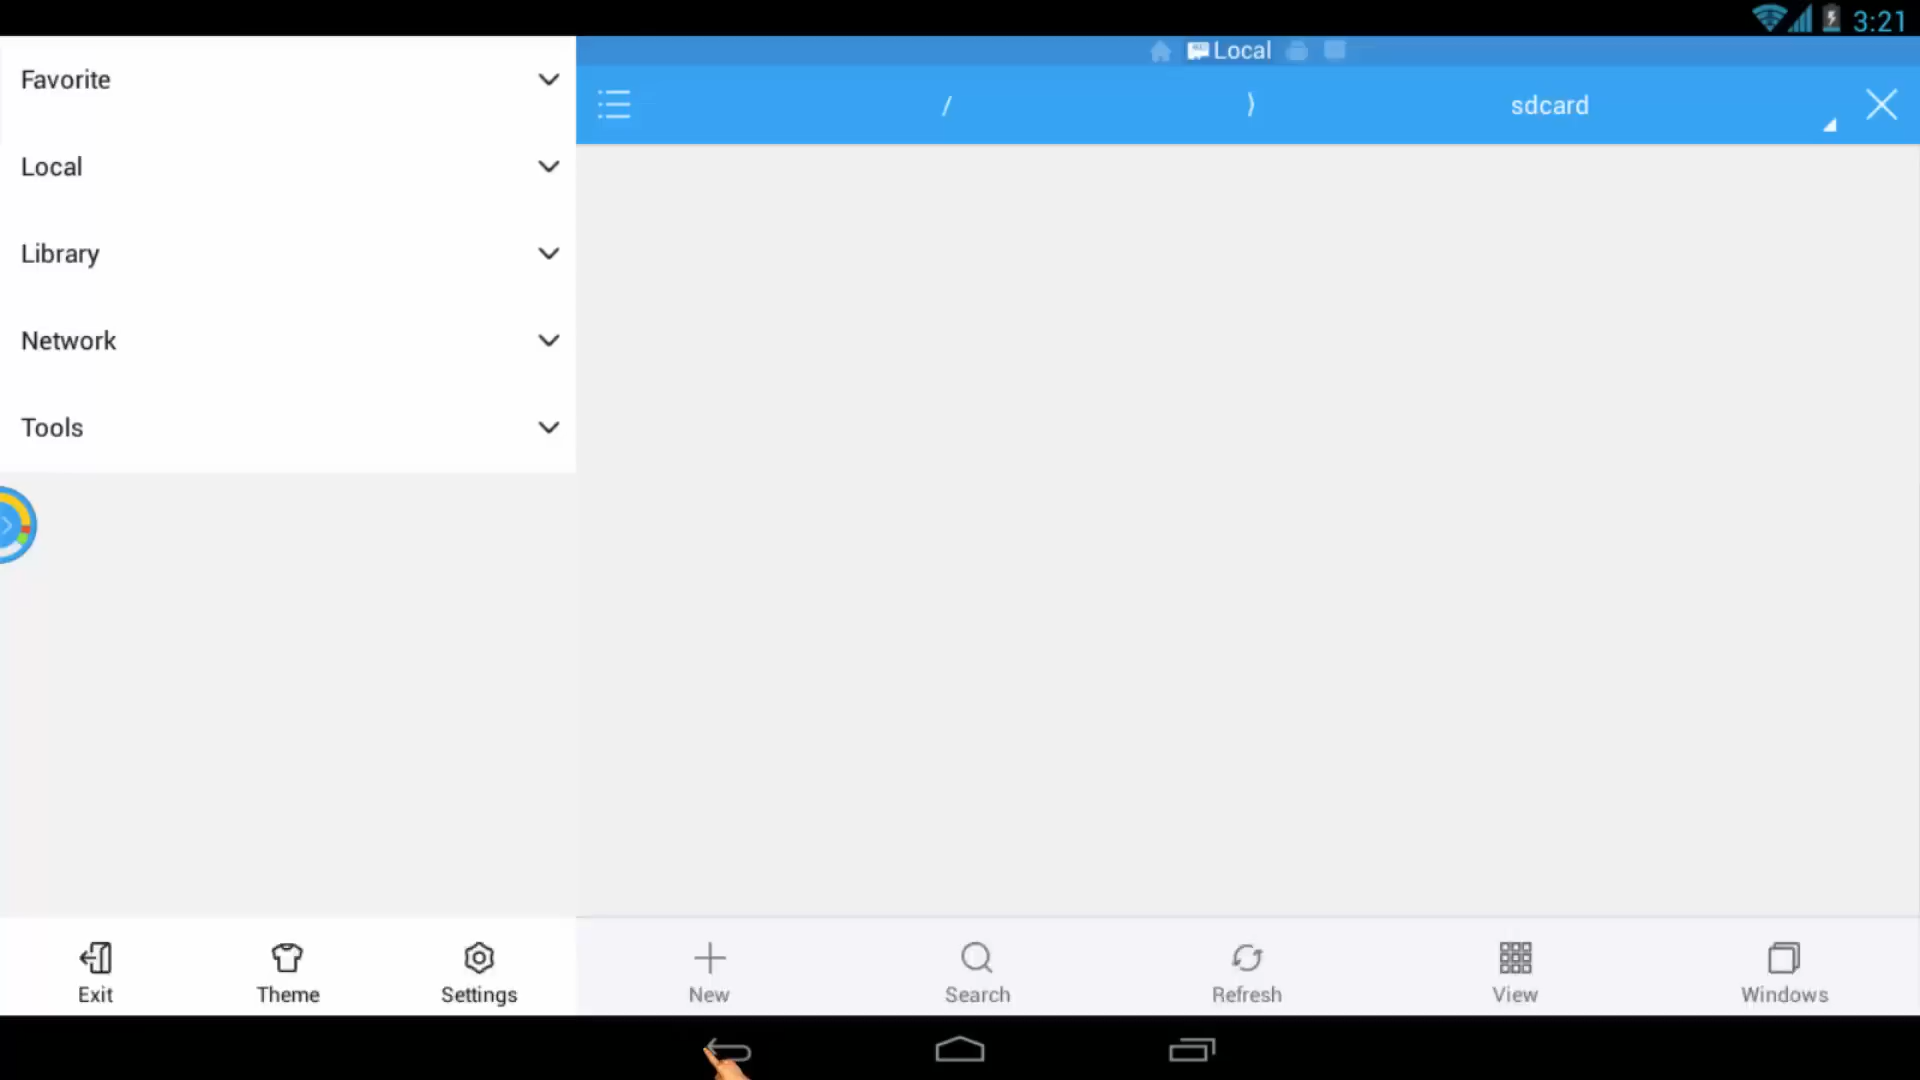 3:21
Favorite
Local
Library
Network
Tools
Exit
Theme
Settings
Local
/ ⟩ sdcard
New
Search
Refresh
View
Windows